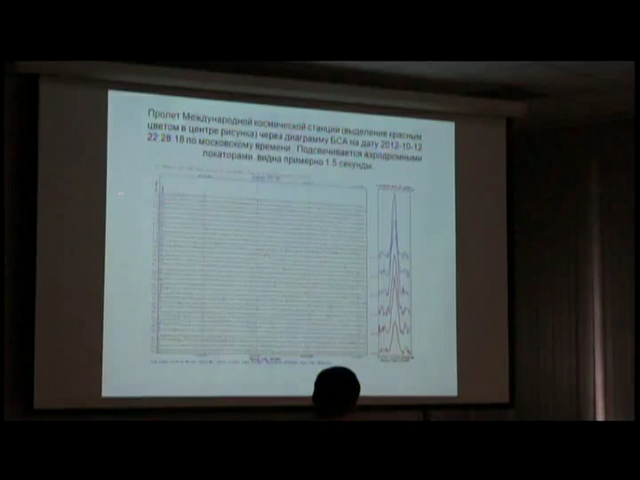 Пролет Международной космической станции (выделение красным
цветом в центре рисунка) через диаграмму БСА на дату 2012-10-12
22:28:18 по московскому времени. Подсвечивается аэродромными
локаторами, видна примерно 1.5 секунды.